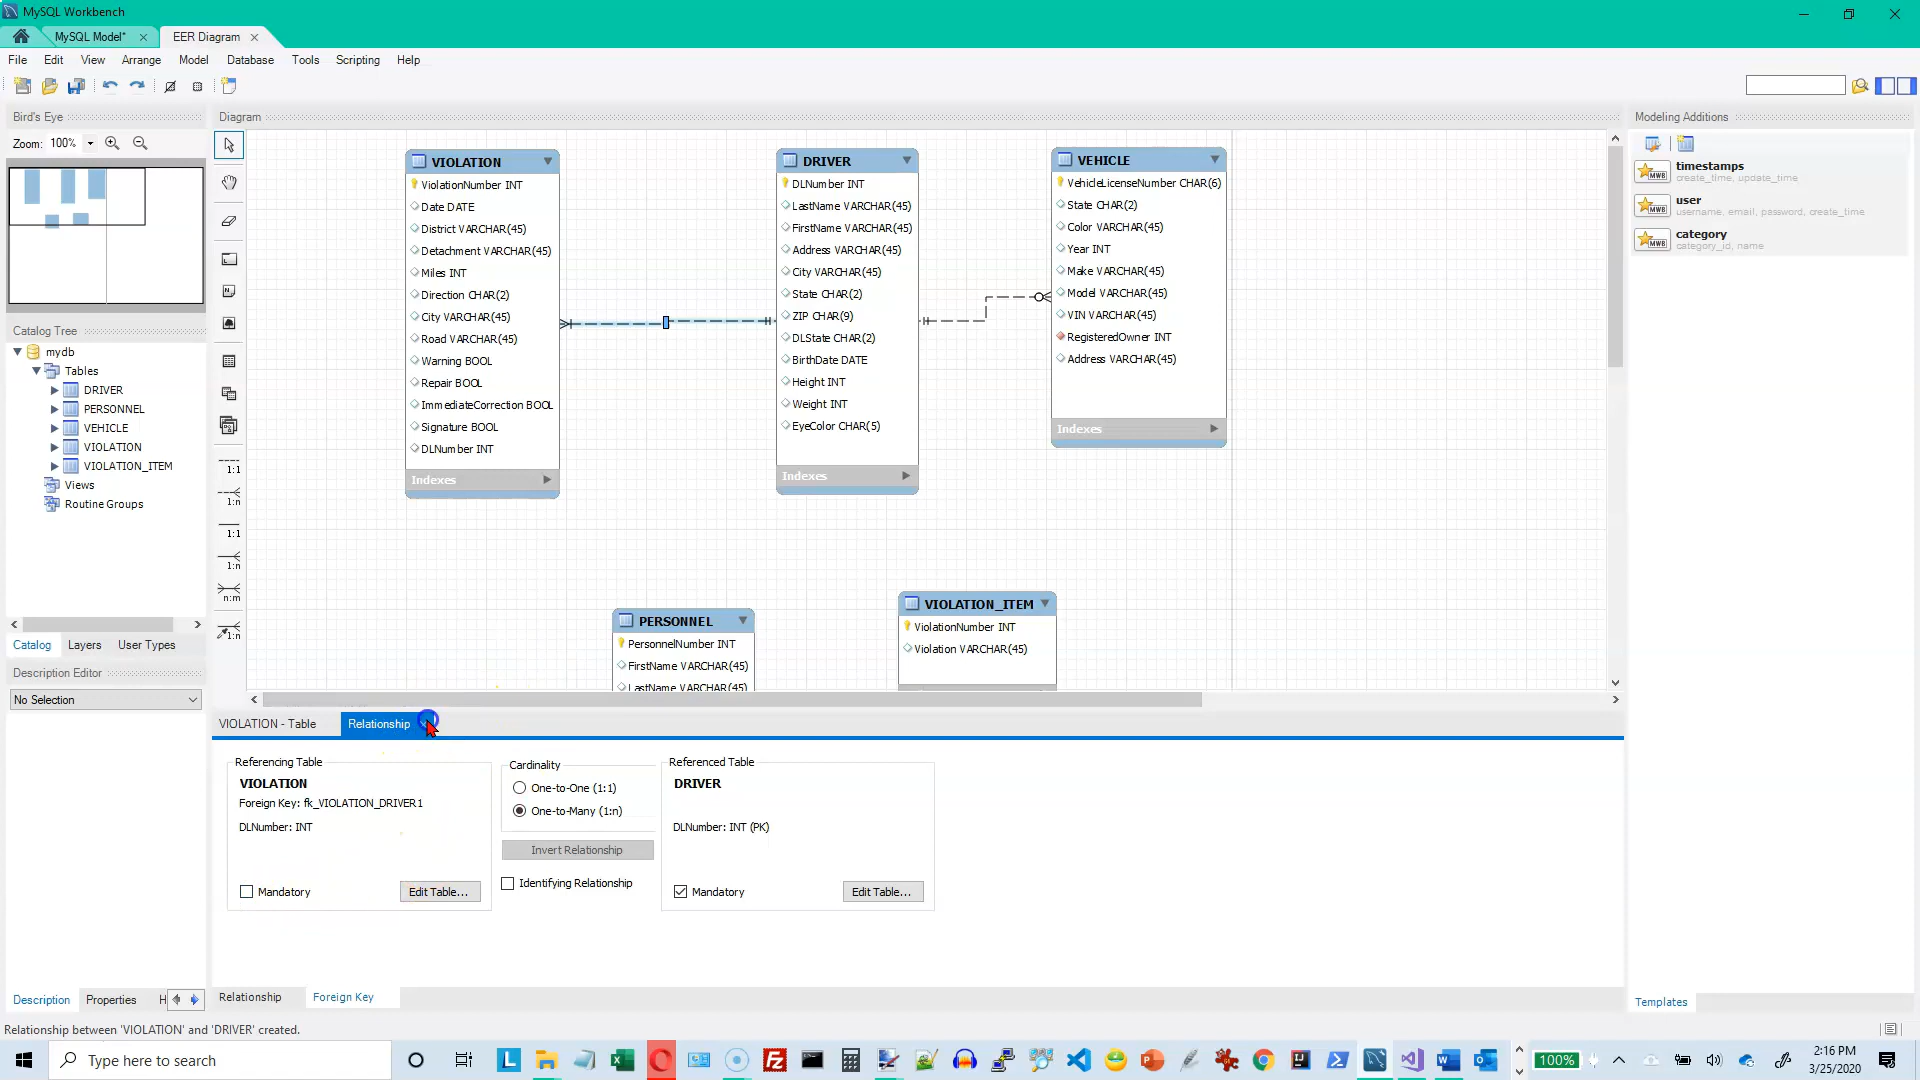 MySQL Workbench
MySQL Model*
EER Diagram
File Edit View Arrange Model Database Tools Scripting Help
Bird's Eye
Zoom: 100%
Catalog Tree
mydb
Tables
DRIVER
PERSONNEL
VEHICLE
VIOLATION
VIOLATION_ITEM
Views
Routine Groups
Catalog Layers User Types
Description Editor
No Selection
Description Properties H
Diagram
1:1
1:n
1:1
1:n
n:m
1:n
VIOLATION
ViolationNumber INT
Date DATE
District VARCHAR(45)
Detachment VARCHAR(45)
Miles INT
Direction CHAR(2)
City VARCHAR(45)
Road VARCHAR(45)
Warning BOOL
Repair BOOL
ImmediateCorrection BOOL
Signature BOOL
DLNumber INT
Indexes
DRIVER
DLNumber INT
LastName VARCHAR(45)
FirstName VARCHAR(45)
Address VARCHAR(45)
City VARCHAR(45)
State CHAR(2)
ZIP CHAR(9)
DLState CHAR(2)
BirthDate DATE
Height INT
Weight INT
EyeColor CHAR(5)
Indexes
VEHICLE
VehicleLicenseNumber CHAR(6)
State CHAR(2)
Color VARCHAR(45)
Year INT
Make VARCHAR(45)
Model VARCHAR(45)
VIN VARCHAR(45)
RegisteredOwner INT
Address VARCHAR(45)
Indexes
PERSONNEL
PersonnelNumber INT
FirstName VARCHAR(45)
LastName VARCHAR(45)
VIOLATION_ITEM
ViolationNumber INT
Violation VARCHAR(45)
Modeling Additions
timestamps
create_time, update_time
user
username, email, password, create_time
category
category_id, name
Templates
VIOLATION - Table
Relationship
Referencing Table
VIOLATION
Foreign Key: fk_VIOLATION_DRIVER1
DLNumber: INT
Mandatory
Edit Table...
Cardinality
One-to-One (1:1)
One-to-Many (1:n)
Invert Relationship
Identifying Relationship
Referenced Table
DRIVER
DLNumber: INT (PK)
Mandatory
Edit Table...
Relationship
Foreign Key
Relationship between 'VIOLATION' and 'DRIVER' created.
Type here to search
100%
2:16 PM
3/25/2020